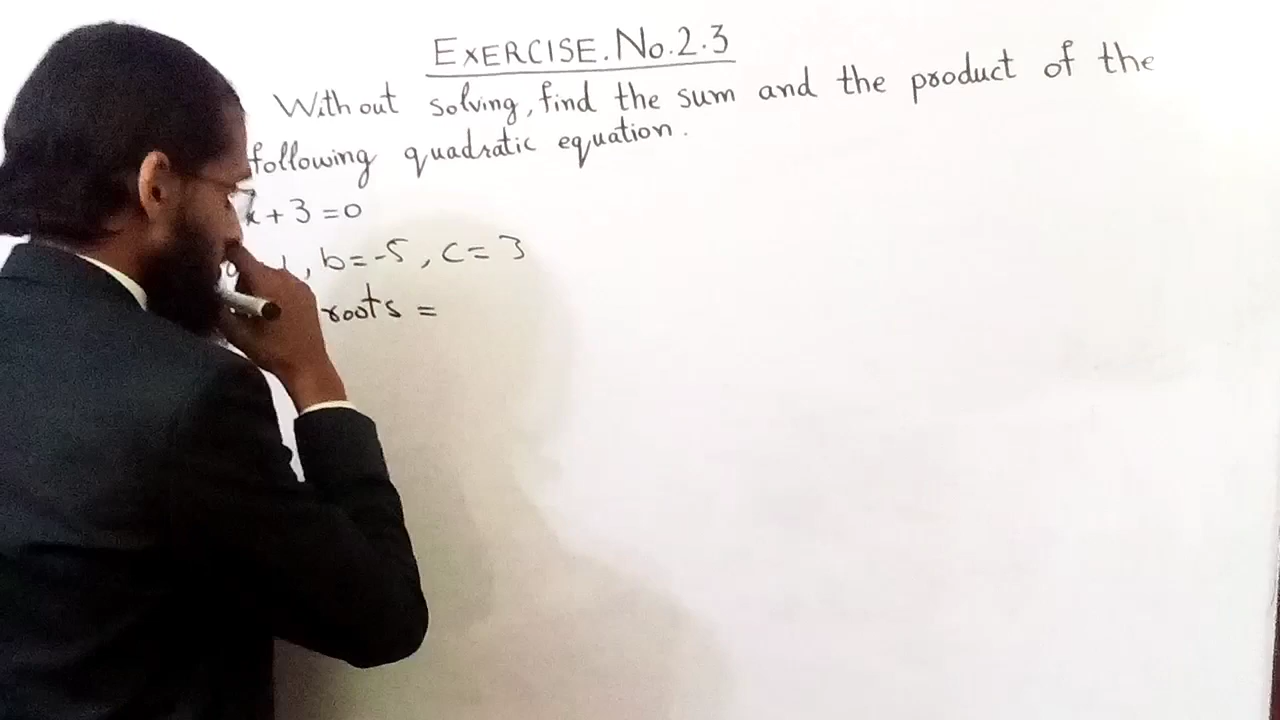 EXERCISE.No.2.3
With out solving, find the sum and the product of the
following quadratic equation.
x + 3 = 0
, b = -5 , c = 3
roots =